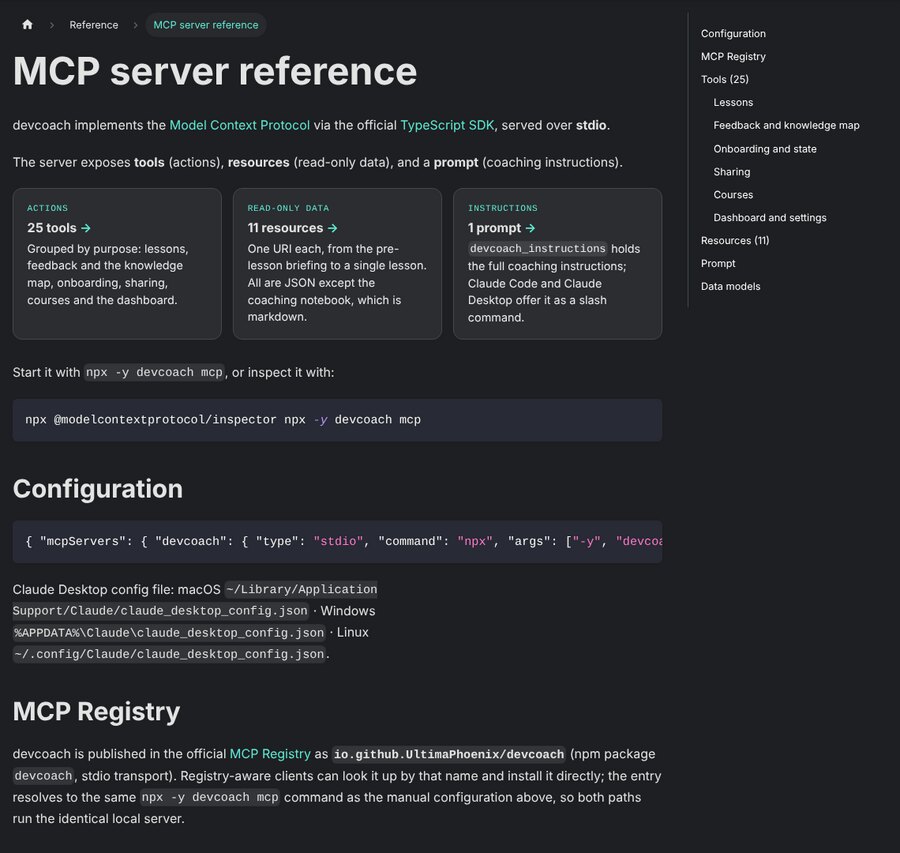 Reference
MCP server reference
MCP server reference
devcoach implements the Model Context Protocol via the official TypeScript SDK, served over stdio.
The server exposes tools (actions), resources (read-only data), and a prompt (coaching instructions).
ACTIONS
25 tools →
Grouped by purpose: lessons,
feedback and the knowledge
map, onboarding, sharing,
courses and the dashboard.
READ-ONLY DATA
11 resources →
One URI each, from the pre-
lesson briefing to a single lesson.
All are JSON except the
coaching notebook, which is
markdown.
INSTRUCTIONS
1 prompt →
devcoach_instructions holds
the full coaching instructions;
Claude Code and Claude
Desktop offer it as a slash
command.
Start it with npx -y devcoach mcp, or inspect it with:
npx @modelcontextprotocol/inspector npx -y devcoach mcp
Configuration
{ "mcpServers": { "devcoach": { "type": "stdio", "command": "npx", "args": ["-y", "devcoa
Claude Desktop config file: macOS ~/Library/Application
Support/Claude/claude_desktop_config.json · Windows
%APPDATA%\Claude\claude_desktop_config.json · Linux
~/.config/Claude/claude_desktop_config.json.
MCP Registry
devcoach is published in the official MCP Registry as io.github.UltimaPhoenix/devcoach (npm package
devcoach, stdio transport). Registry-aware clients can look it up by that name and install it directly; the entry
resolves to the same npx -y devcoach mcp command as the manual configuration above, so both paths
run the identical local server.
Configuration
MCP Registry
Tools (25)
Lessons
Feedback and knowledge map
Onboarding and state
Sharing
Courses
Dashboard and settings
Resources (11)
Prompt
Data models